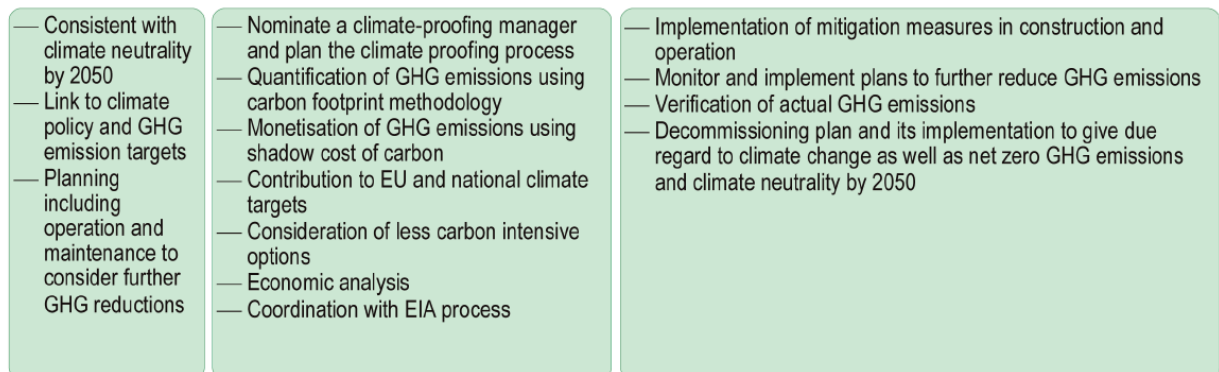 — Consistent with
climate neutrality
by 2050
— Link to climate
policy and GHG
emission targets
— Planning
including
operation and
maintenance to
consider further
GHG reductions
— Nominate a climate-proofing manager
and plan the climate proofing process
— Quantification of GHG emissions using
carbon footprint methodology
— Monetisation of GHG emissions using
shadow cost of carbon
— Contribution to EU and national climate
targets
— Consideration of less carbon intensive
options
— Economic analysis
— Coordination with EIA process
— Implementation of mitigation measures in construction and
operation
— Monitor and implement plans to further reduce GHG emissions
— Verification of actual GHG emissions
— Decommissioning plan and its implementation to give due
regard to climate change as well as net zero GHG emissions
and climate neutrality by 2050